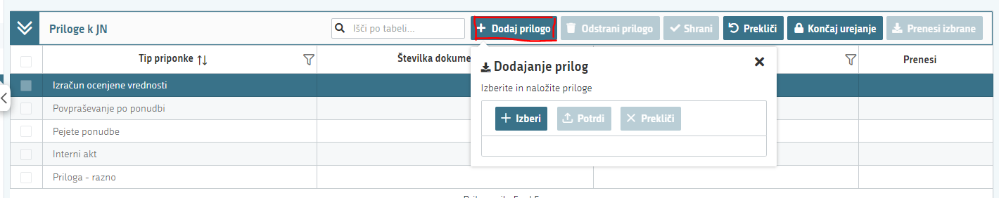 Priloge k JN
Išči po tabeli...
Dodaj prilogo
Odstrani prilogo
Shrani
Prekliči
Končaj urejanje
Prenesi izbrane
Tip priponke
Številka dokume
Prenesi
Dodajanje prilog
Izberite in naložite priloge
Izberi
Potrdi
Prekliči
Izračun ocenjene vrednosti
Povpraševanje po ponudbi
Pejete ponudbe
Interni akt
Priloga - razno